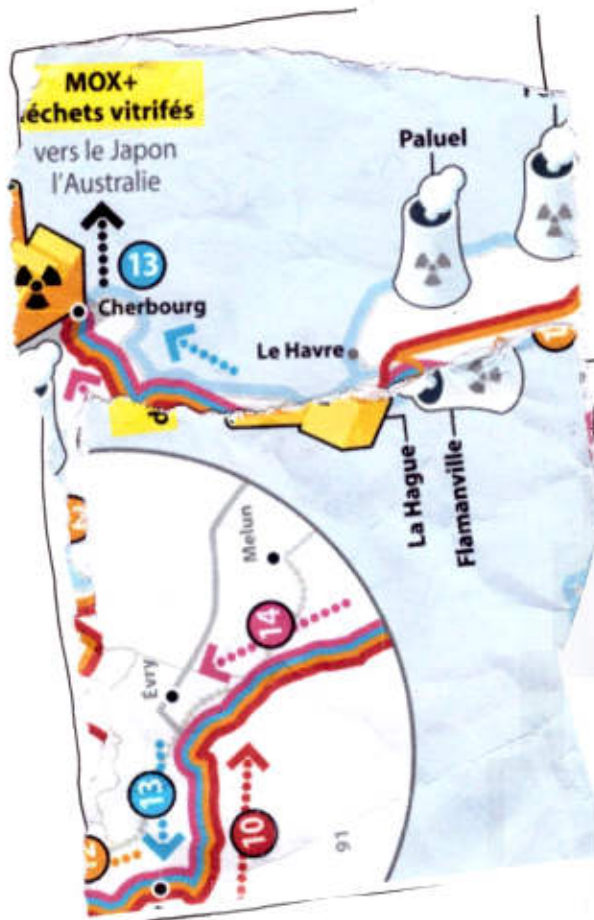 MOX+
échets vitrifés
vers le Japon
l'Australie
13
Cherbourg
Paluel
Le Havre
La Hague
Flamanville
Melun
14
Evry
13
10
91
12